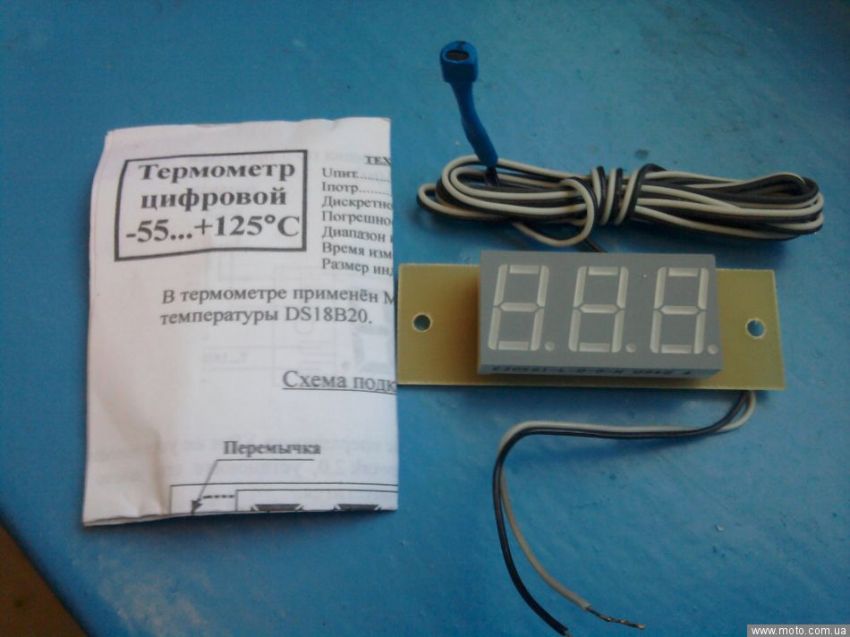 Термометр
цифровой
-55...+125°C
ТЕХ
Uпит.......
Iпотр.......
Дискретно
Погрешно
Диапазон
Время изм
Размер инд
В термометре применён М
температуры DS18B20.
Схема подк
Перемычка
www.moto.com.ua